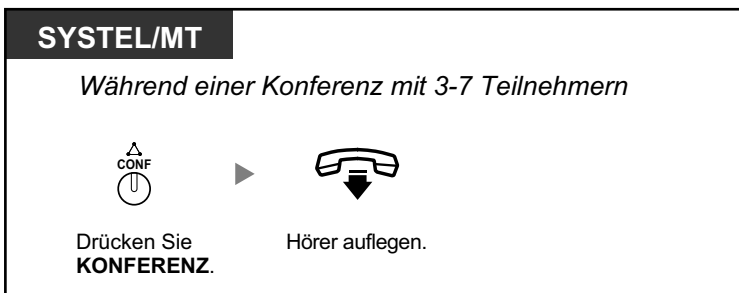 SYSTEL/MT
Während einer Konferenz mit 3-7 Teilnehmern
CONF
Drücken Sie
KONFERENZ.
Hörer auflegen.